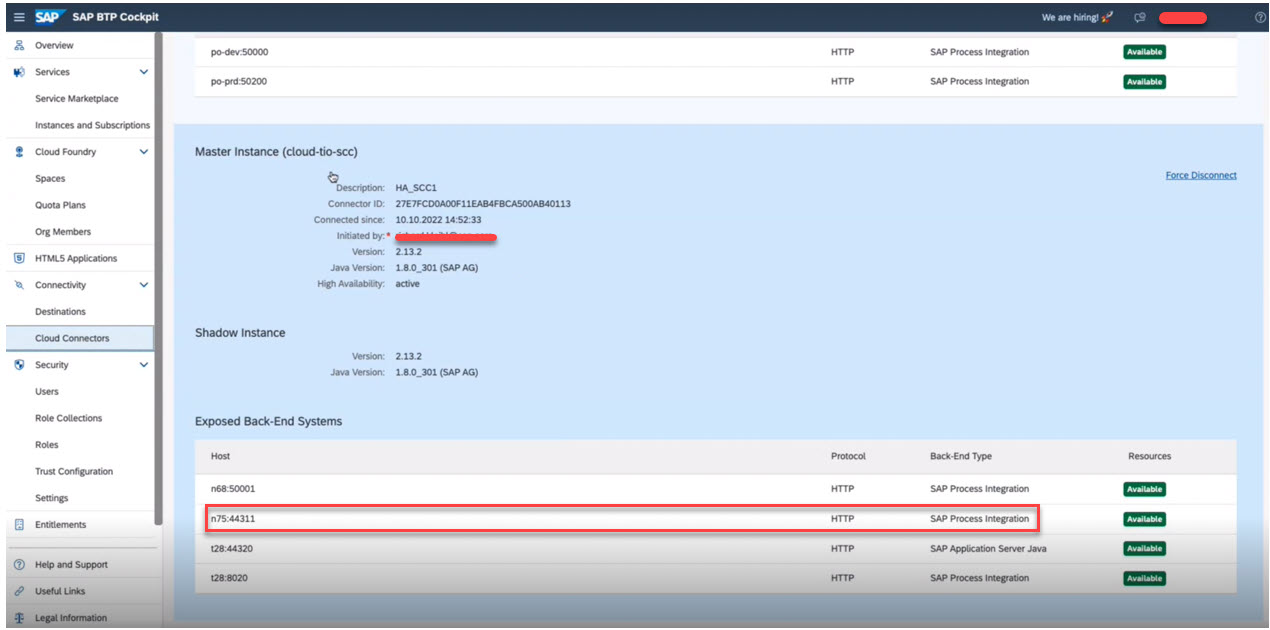 SAP SAP BTP Cockpit
We are hiring!
Overview
Services
Service Marketplace
Instances and Subscriptions
Cloud Foundry
Spaces
Quota Plans
Org Members
HTML5 Applications
Connectivity
Destinations
Cloud Connectors
Security
Users
Role Collections
Roles
Trust Configuration
Settings
Entitlements
Help and Support
Useful Links
Legal Information
po-dev:50000 HTTP SAP Process Integration Available
po-prd:50200 HTTP SAP Process Integration Available
Master Instance (cloud-tio-scc)
Force Disconnect
Description: HA_SCC1
Connector ID: 27E7FCD0A00F11EAB4FBCA500AB40113
Connected since: 10.10.2022 14:52:33
Initiated by:*
Version: 2.13.2
Java Version: 1.8.0_301 (SAP AG)
High Availability: active
Shadow Instance
Version: 2.13.2
Java Version: 1.8.0_301 (SAP AG)
Exposed Back-End Systems
Host Protocol Back-End Type Resources
n68:50001 HTTP SAP Process Integration Available
n75:44311 HTTP SAP Process Integration Available
t28:44320 HTTP SAP Application Server Java Available
t28:8020 HTTP SAP Process Integration Available